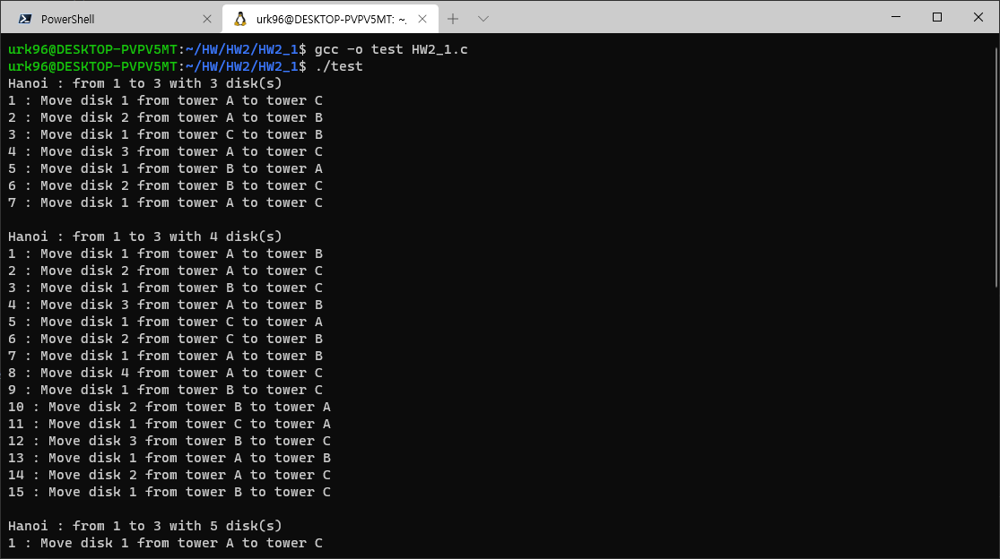 PowerShell
urk96@DESKTOP-PVPV5MT: ~.
urk96@DESKTOP-PVPV5MT:~/HW/HW2/HW2_1$ gcc -o test HW2_1.c
urk96@DESKTOP-PVPV5MT:~/HW/HW2/HW2_1$ ./test
Hanoi : from 1 to 3 with 3 disk(s)
1 : Move disk 1 from tower A to tower C
2 : Move disk 2 from tower A to tower B
3 : Move disk 1 from tower C to tower B
4 : Move disk 3 from tower A to tower C
5 : Move disk 1 from tower B to tower A
6 : Move disk 2 from tower B to tower C
7 : Move disk 1 from tower A to tower C

Hanoi : from 1 to 3 with 4 disk(s)
1 : Move disk 1 from tower A to tower B
2 : Move disk 2 from tower A to tower C
3 : Move disk 1 from tower B to tower C
4 : Move disk 3 from tower A to tower B
5 : Move disk 1 from tower C to tower A
6 : Move disk 2 from tower C to tower B
7 : Move disk 1 from tower A to tower B
8 : Move disk 4 from tower A to tower C
9 : Move disk 1 from tower B to tower C
10 : Move disk 2 from tower B to tower A
11 : Move disk 1 from tower C to tower A
12 : Move disk 3 from tower B to tower C
13 : Move disk 1 from tower A to tower B
14 : Move disk 2 from tower A to tower C
15 : Move disk 1 from tower B to tower C

Hanoi : from 1 to 3 with 5 disk(s)
1 : Move disk 1 from tower A to tower C